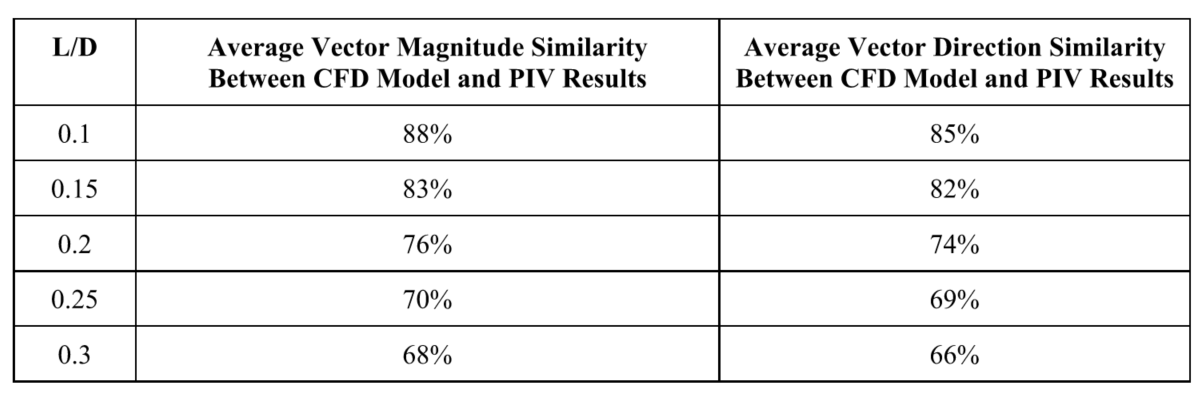 L/D
Average Vector Magnitude Similarity
Between CFD Model and PIV Results
Average Vector Direction Similarity
Between CFD Model and PIV Results
0.1 88% 85%
0.15 83% 82%
0.2 76% 74%
0.25 70% 69%
0.3 68% 66%